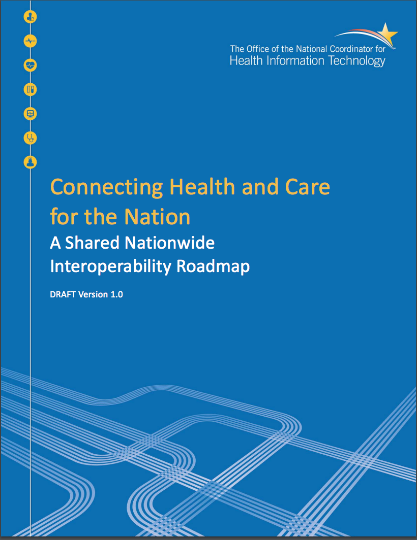 The Office of the National Coordinator for
Health Information Technology
Connecting Health and Care
for the Nation
A Shared Nationwide
Interoperability Roadmap
DRAFT Version 1.0